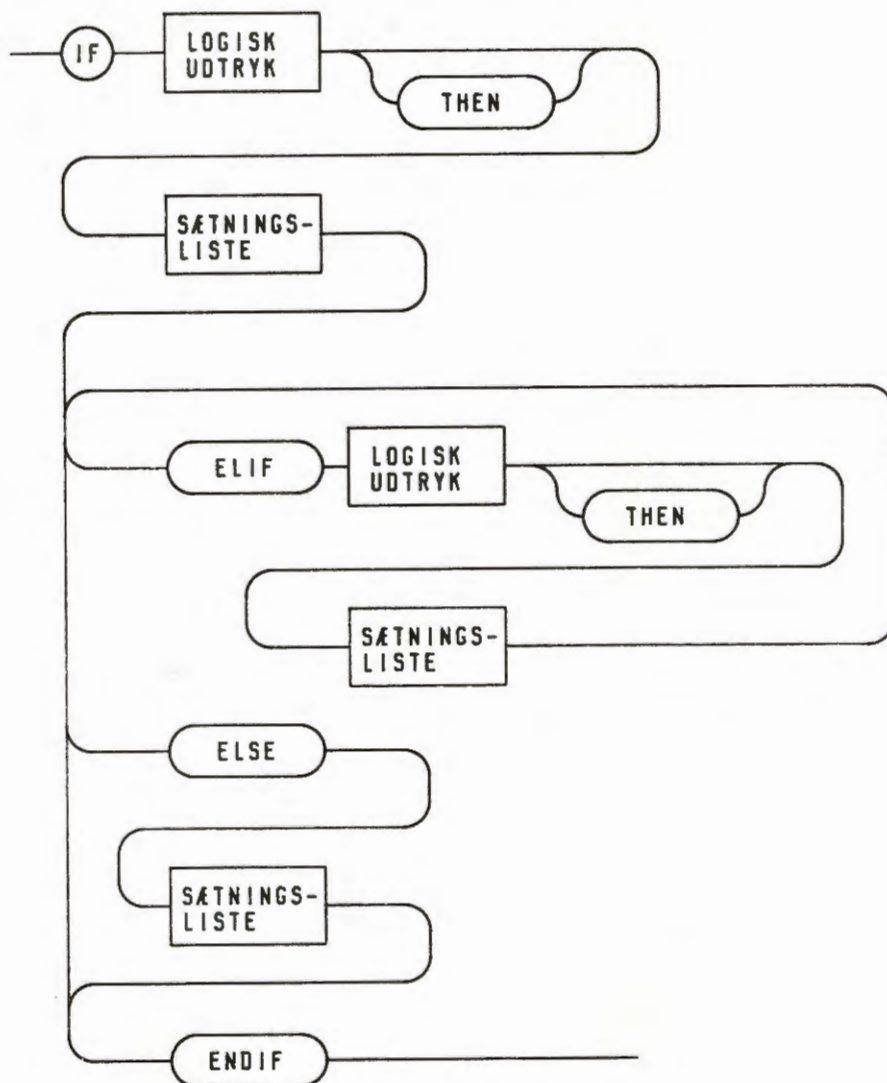 IF
LOGISK
UDTRYK
THEN
SÆTNINGS-
LISTE
ELIF
LOGISK
UDTRYK
THEN
SÆTNINGS-
LISTE
ELSE
SÆTNINGS-
LISTE
ENDIF